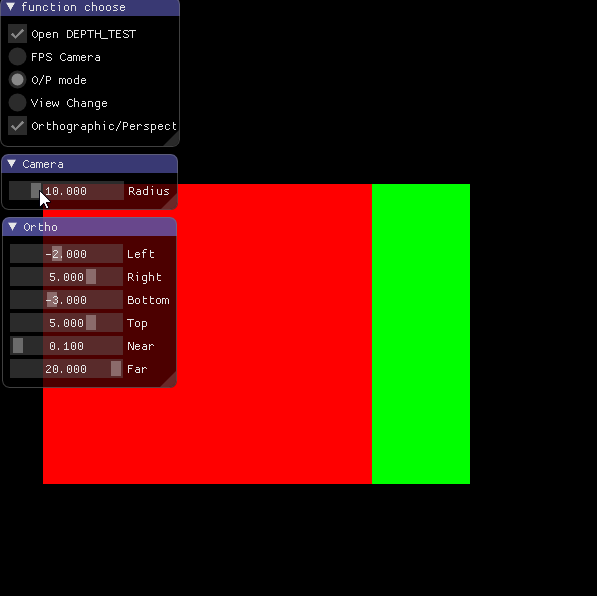 function choose
Open DEPTH_TEST
FPS Camera
O/P mode
View Change
Orthographic/Perspect
Camera
10.000 Radius
Ortho
-2.000 Left
5.000 Right
-3.000 Bottom
5.000 Top
0.100 Near
20.000 Far